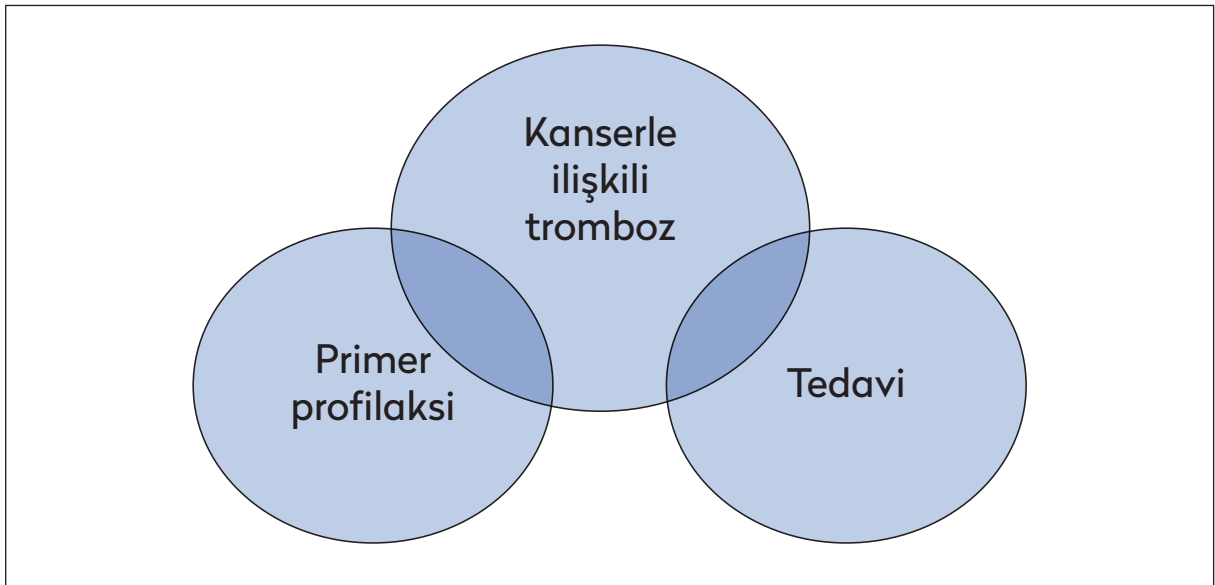 Kanserle
ilişkili
tromboz
Primer
profilaksi
Tedavi